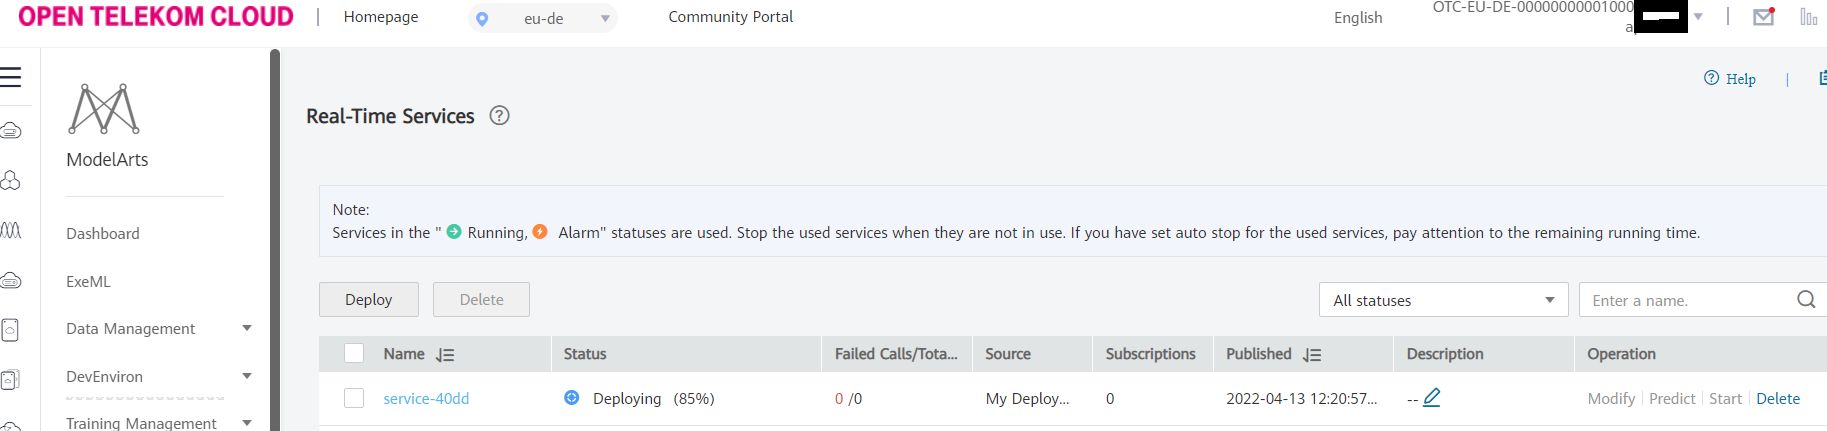 OPEN TELEKOM CLOUD Homepage eu-de Community Portal English OTC-EU-DE-00000000001000
a
Help
ModelArts
Real-Time Services ?
Note:
Services in the " Running, Alarm" statuses are used. Stop the used services when they are not in use. If you have set auto stop for the used services, pay attention to the remaining running time.
Dashboard
ExeML
Data Management
DevEnviron
Training Management
Deploy Delete All statuses Enter a name.
Name Status Failed Calls/Tota... Source Subscriptions Published Description Operation
service-40dd Deploying (85%) 0 /0 My Deploy... 0 2022-04-13 12:20:57... -- Modify Predict Start Delete